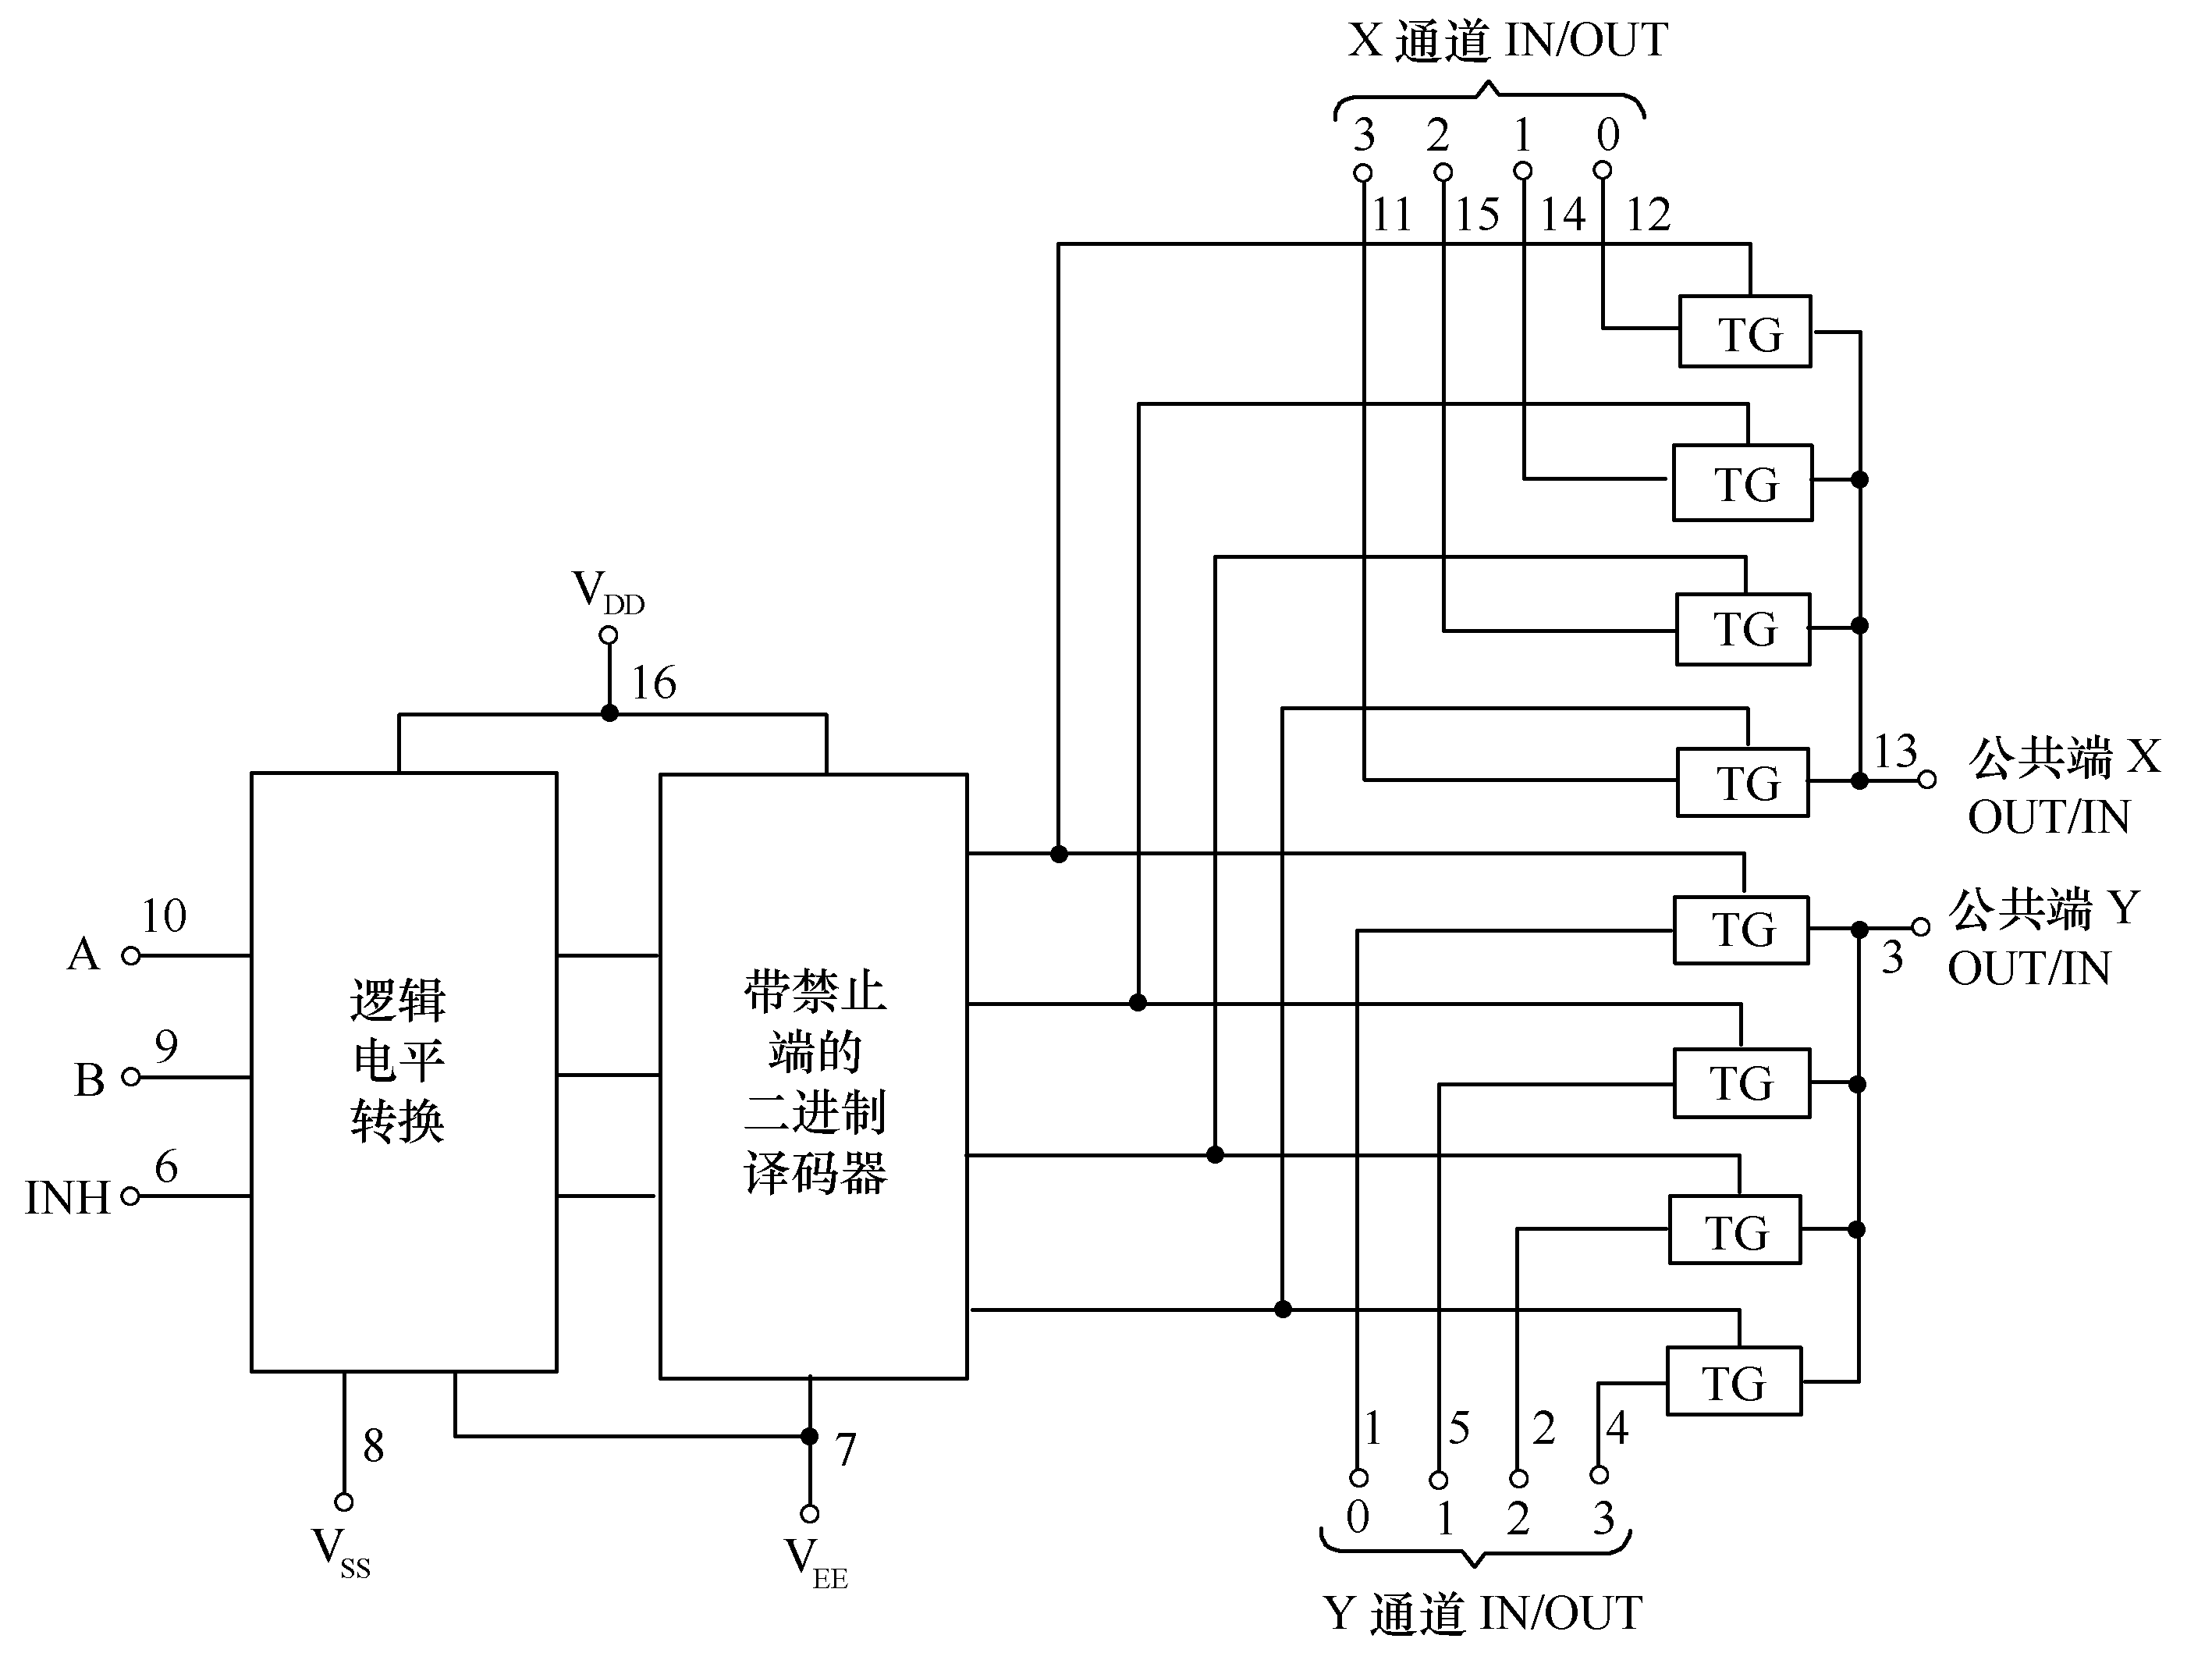 X 通道 IN/OUT
3 2 1 0
11 15 14 12
TG
TG
V_DD
TG
16
TG
13
公共端 X
OUT/IN
10
A
TG
公共端 Y
3
OUT/IN
逻辑
电平
转换
带禁止
端的
二进制
译码器
9
B
TG
6
INH
TG
TG
8
7
1 5 2 4
V_SS
V_EE
0 1 2 3
Y 通道 IN/OUT